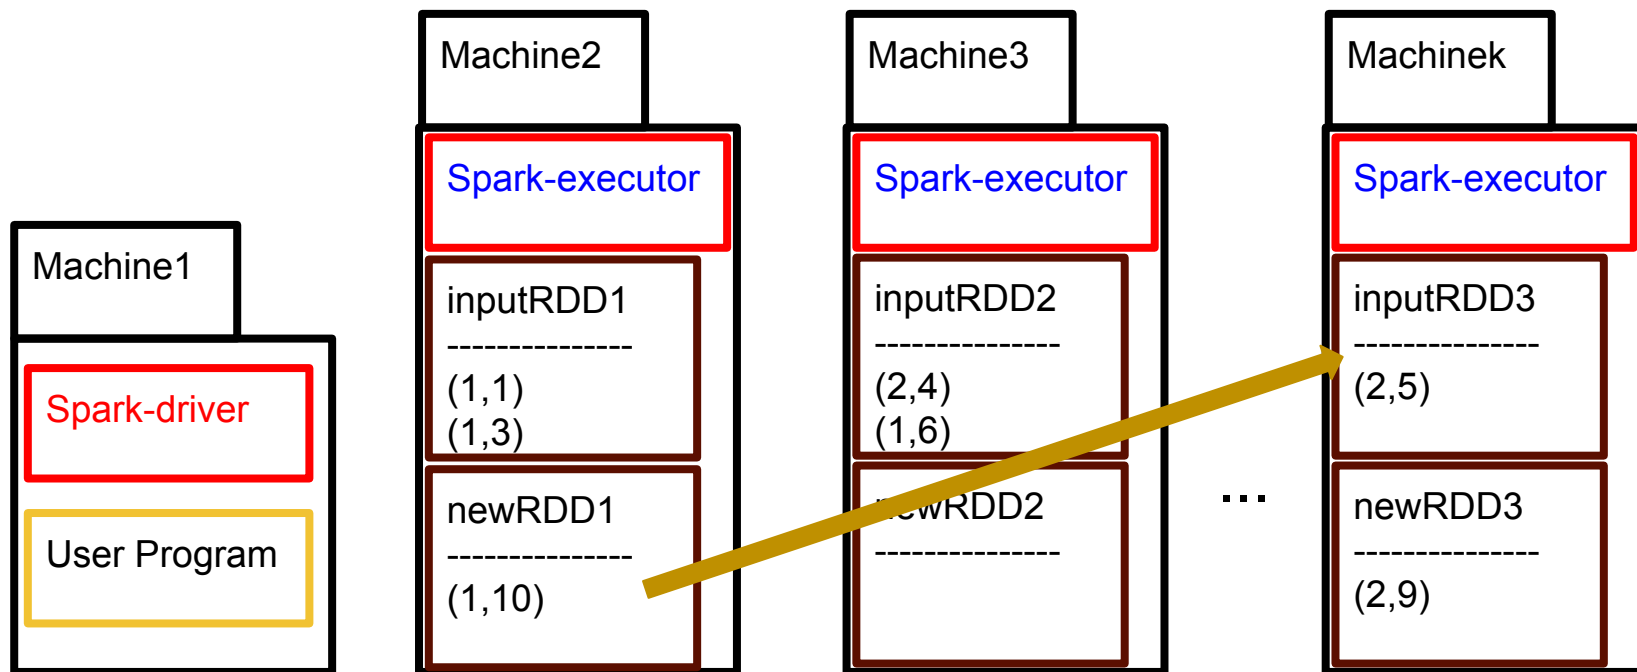 Machine1
Spark-driver
User Program
Machine2
Spark-executor
inputRDD1
---------------
(1,1)
(1,3)
newRDD1
---------------
(1,10)
Machine3
Spark-executor
inputRDD2
---------------
(2,4)
(1,6)
newRDD2
---------------
...
Machinek
Spark-executor
inputRDD3
---------------
(2,5)
newRDD3
---------------
(2,9)